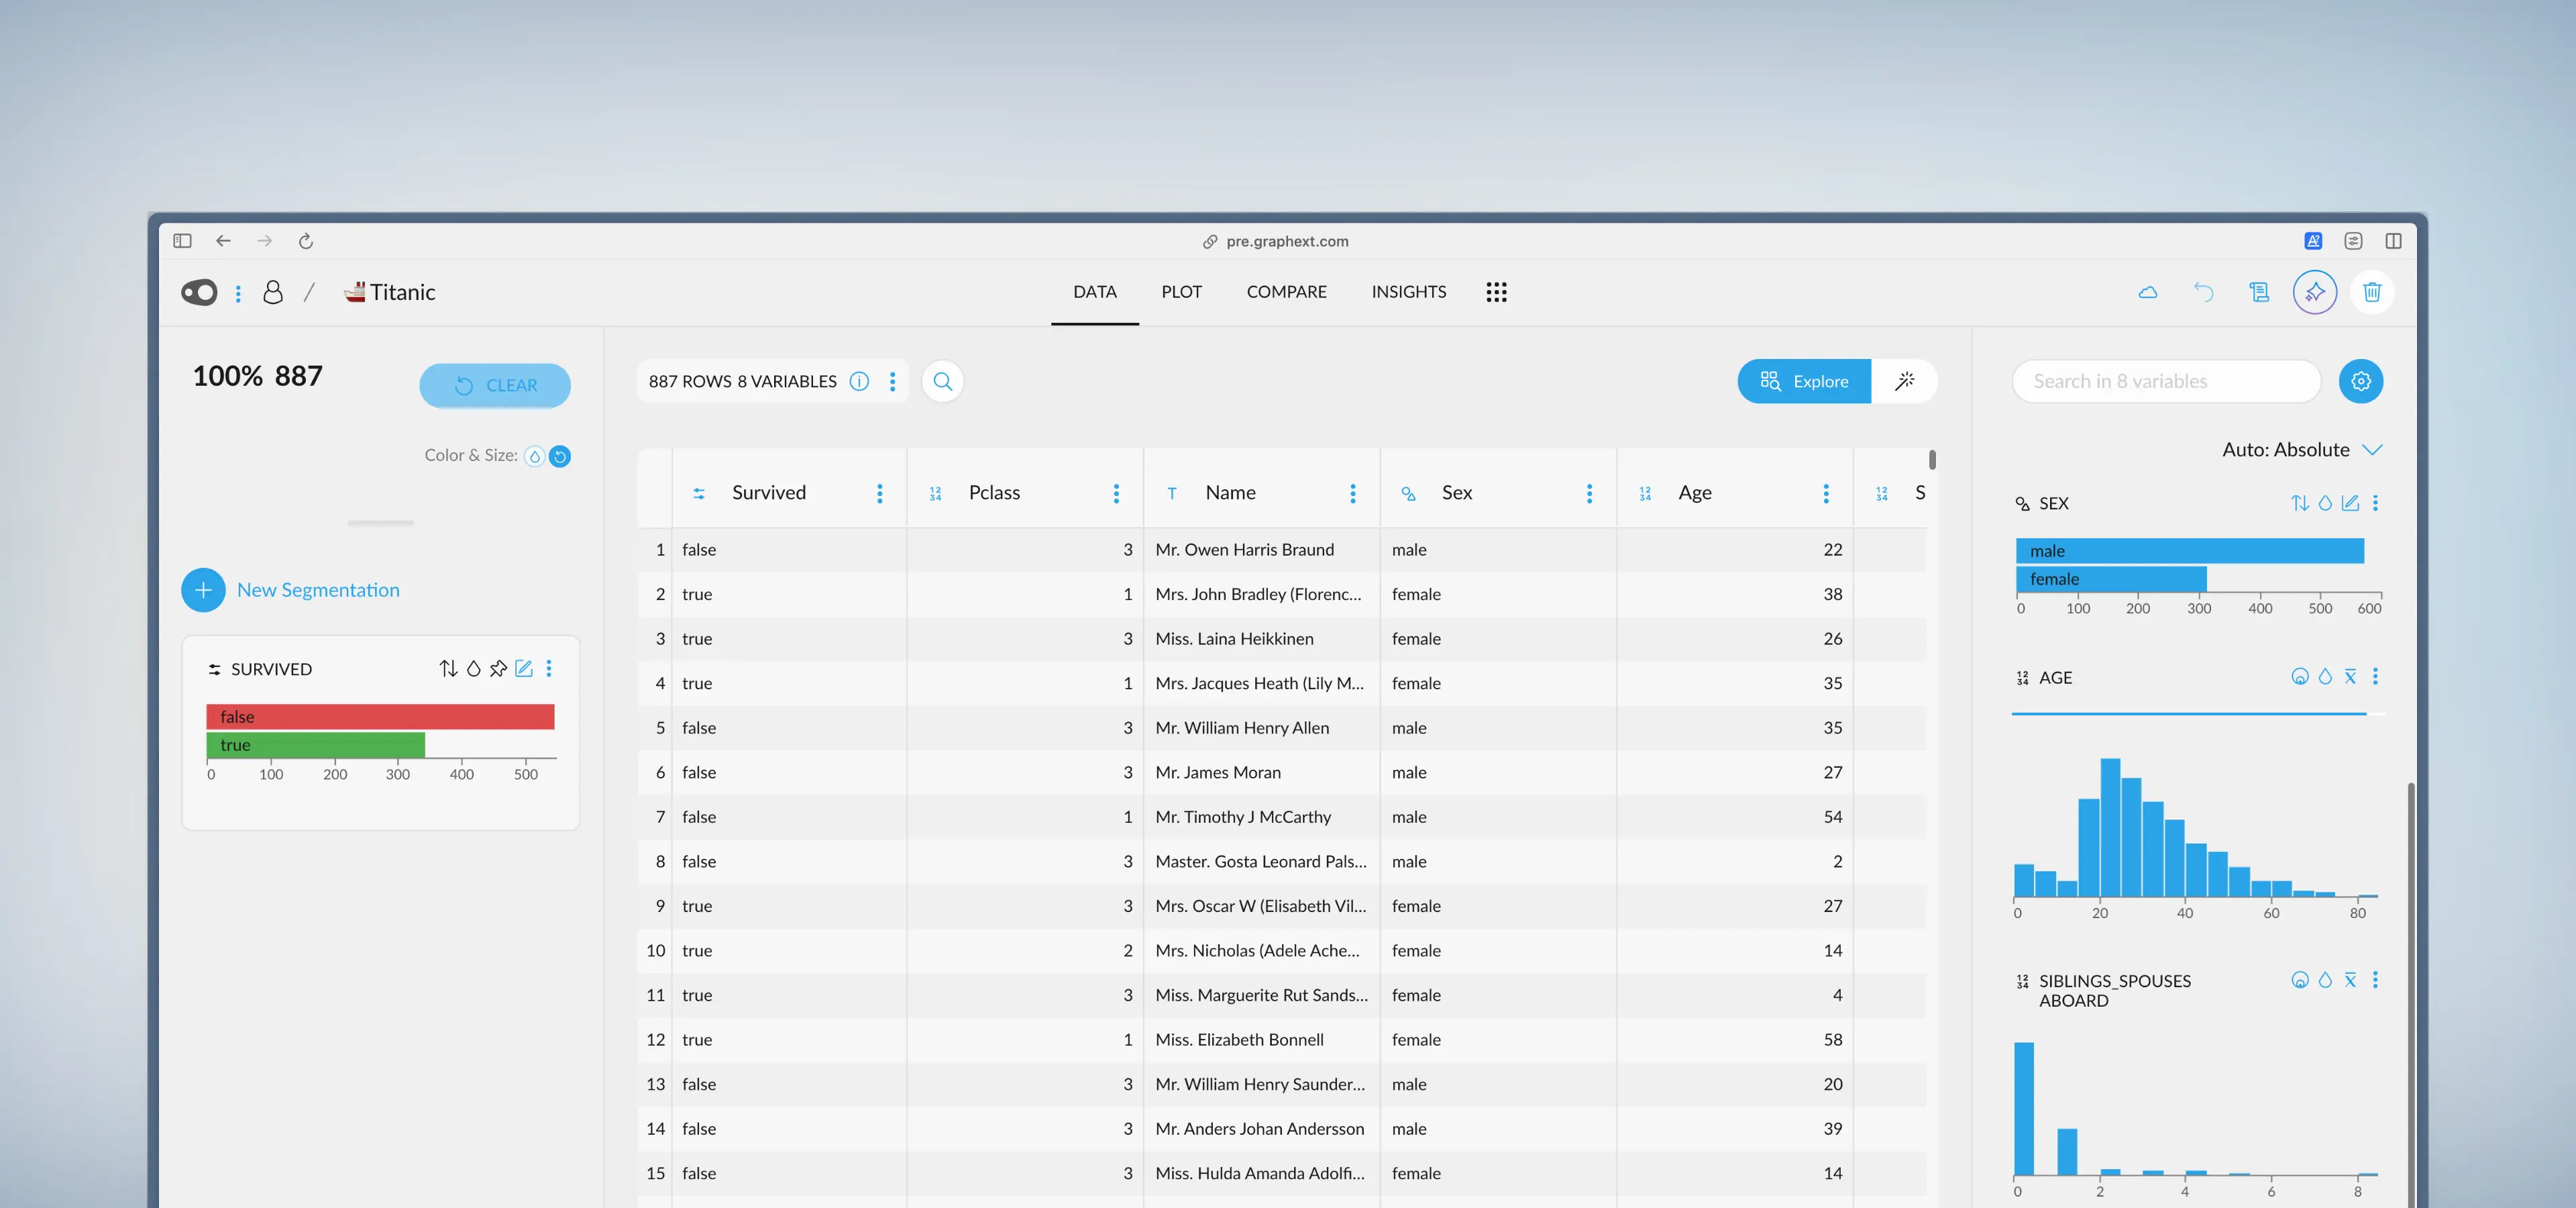 pre.graphext.com
/ Titanic
DATA PLOT COMPARE INSIGHTS
100% 887
CLEAR
Color & Size:
New Segmentation
SURVIVED
false
true
0 100 200 300 400 500
887 ROWS 8 VARIABLES
Explore
Survived Pclass Name Sex Age S
1 false 3 Mr. Owen Harris Braund male 22
2 true 1 Mrs. John Bradley (Florenc... female 38
3 true 3 Miss. Laina Heikkinen female 26
4 true 1 Mrs. Jacques Heath (Lily M... female 35
5 false 3 Mr. William Henry Allen male 35
6 false 3 Mr. James Moran male 27
7 false 1 Mr. Timothy J McCarthy male 54
8 false 3 Master. Gosta Leonard Pals... male 2
9 true 3 Mrs. Oscar W (Elisabeth Vil... female 27
10 true 2 Mrs. Nicholas (Adele Ache... female 14
11 true 3 Miss. Marguerite Rut Sands... female 4
12 true 1 Miss. Elizabeth Bonnell female 58
13 false 3 Mr. William Henry Saunder... male 20
14 false 3 Mr. Anders Johan Andersson male 39
15 false 3 Miss. Hulda Amanda Adolfi... female 14
Search in 8 variables
Auto: Absolute
SEX
male
female
0 100 200 300 400 500 600
AGE
0 20 40 60 80
SIBLINGS_SPOUSES
ABOARD
0 2 4 6 8